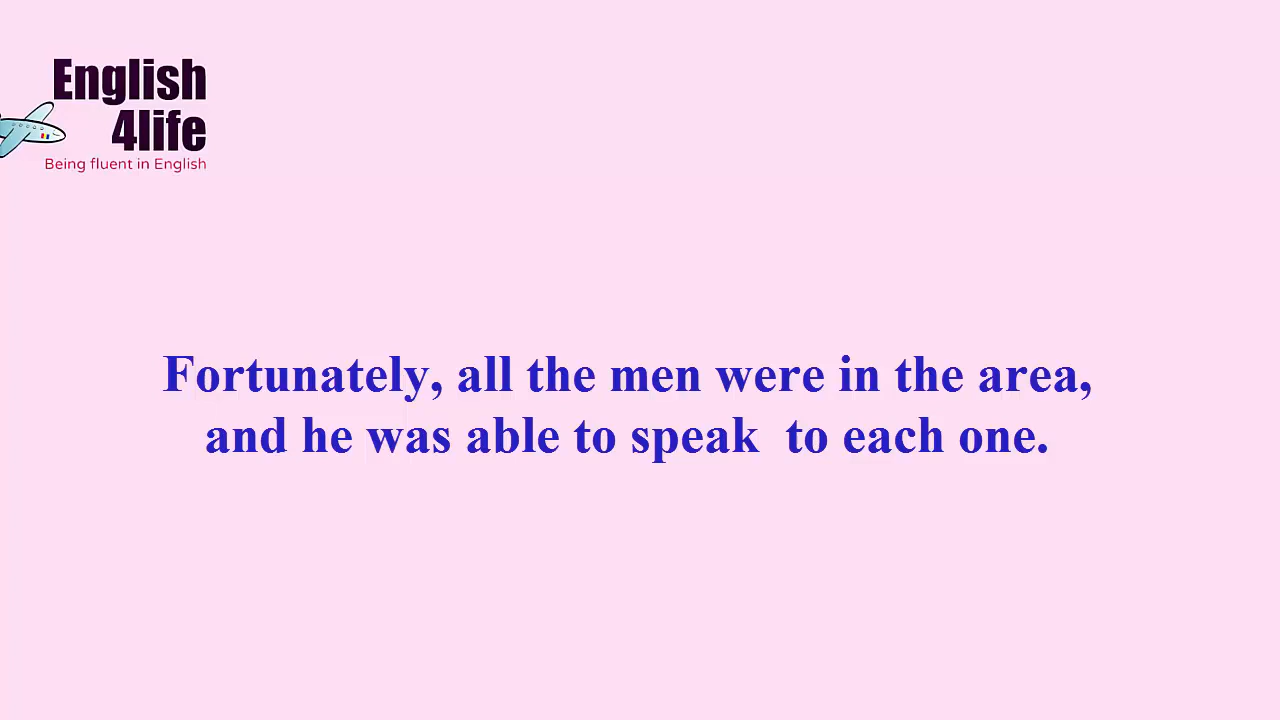 English
4life
Being fluent in English
Fortunately, all the men were in the area,
and he was able to speak  to each one.